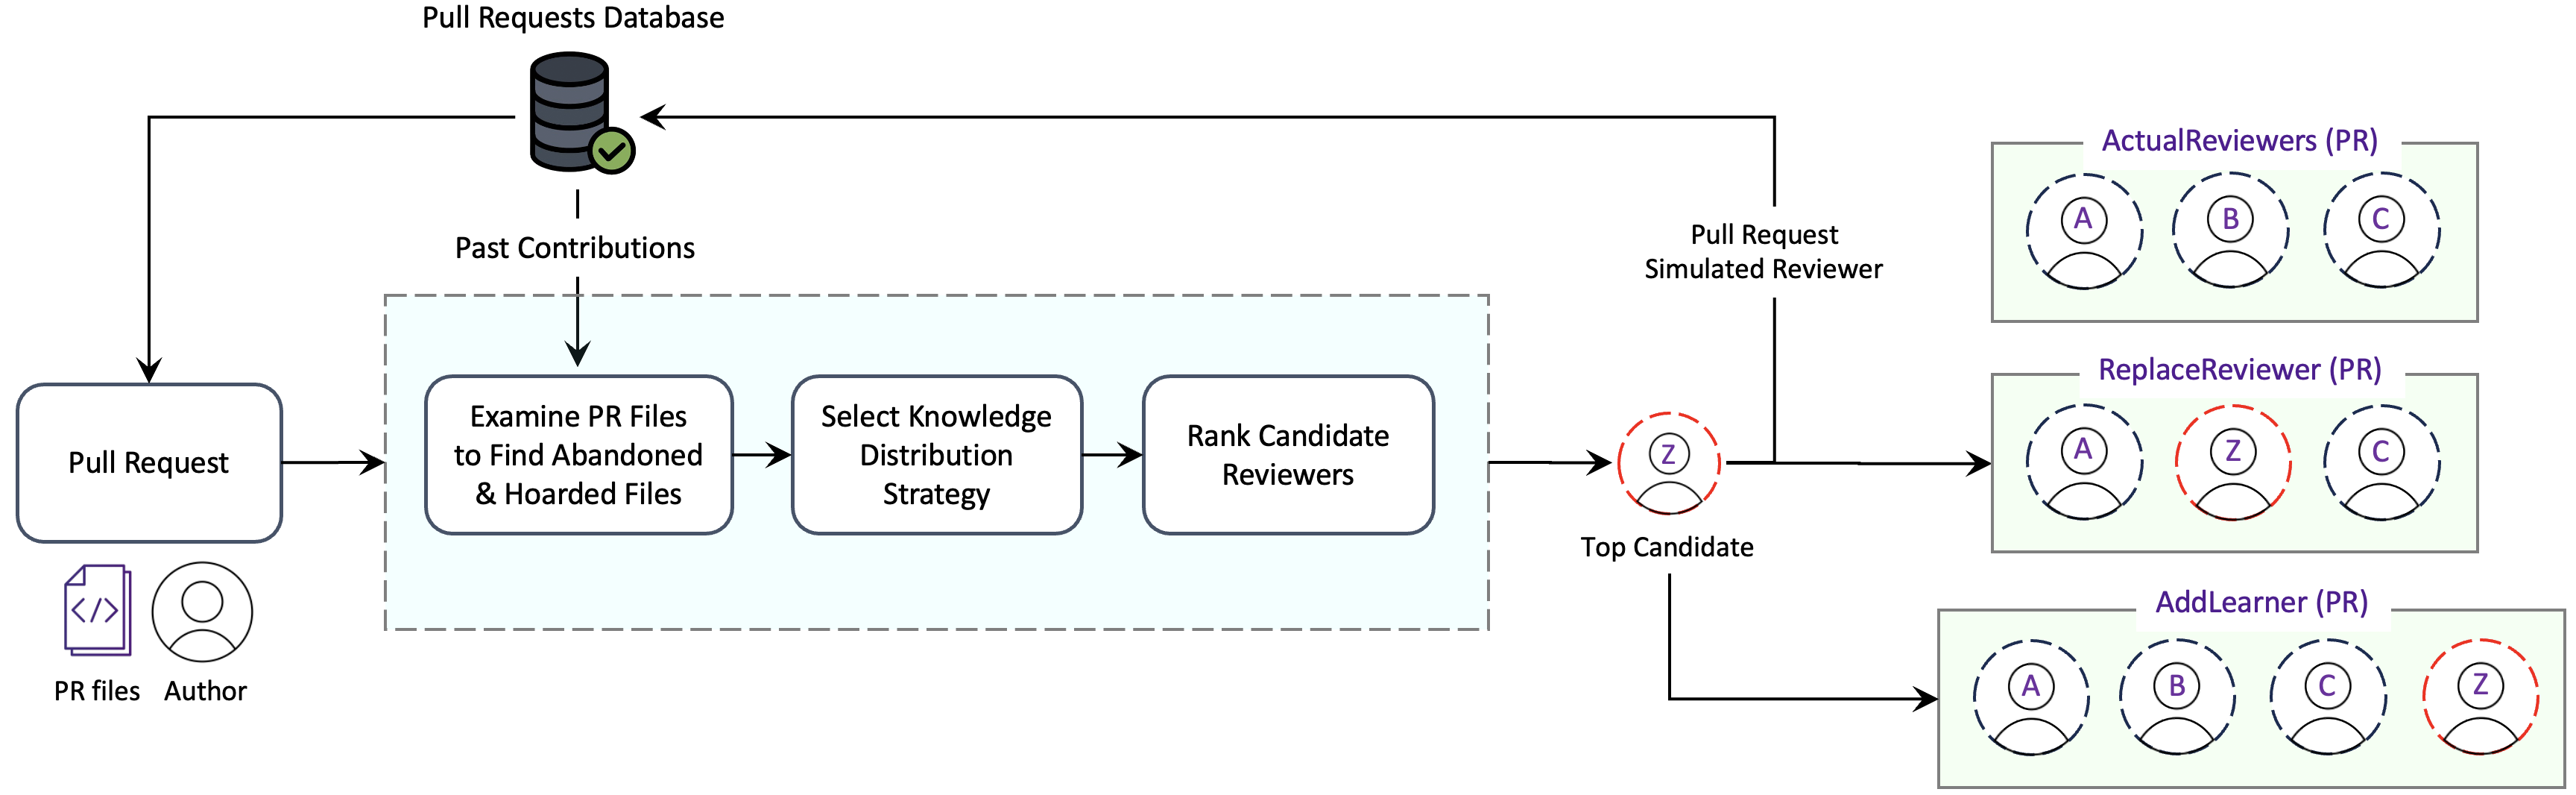 Pull Requests Database
Past Contributions
Pull Request
PR files
Author
Examine PR Files
to Find Abandoned
& Hoarded Files
Select Knowledge
Distribution
Strategy
Rank Candidate
Reviewers
Z
Top Candidate
Pull Request
Simulated Reviewer
ActualReviewers (PR)
A
B
C
ReplaceReviewer (PR)
A
Z
C
AddLearner (PR)
A
B
C
Z